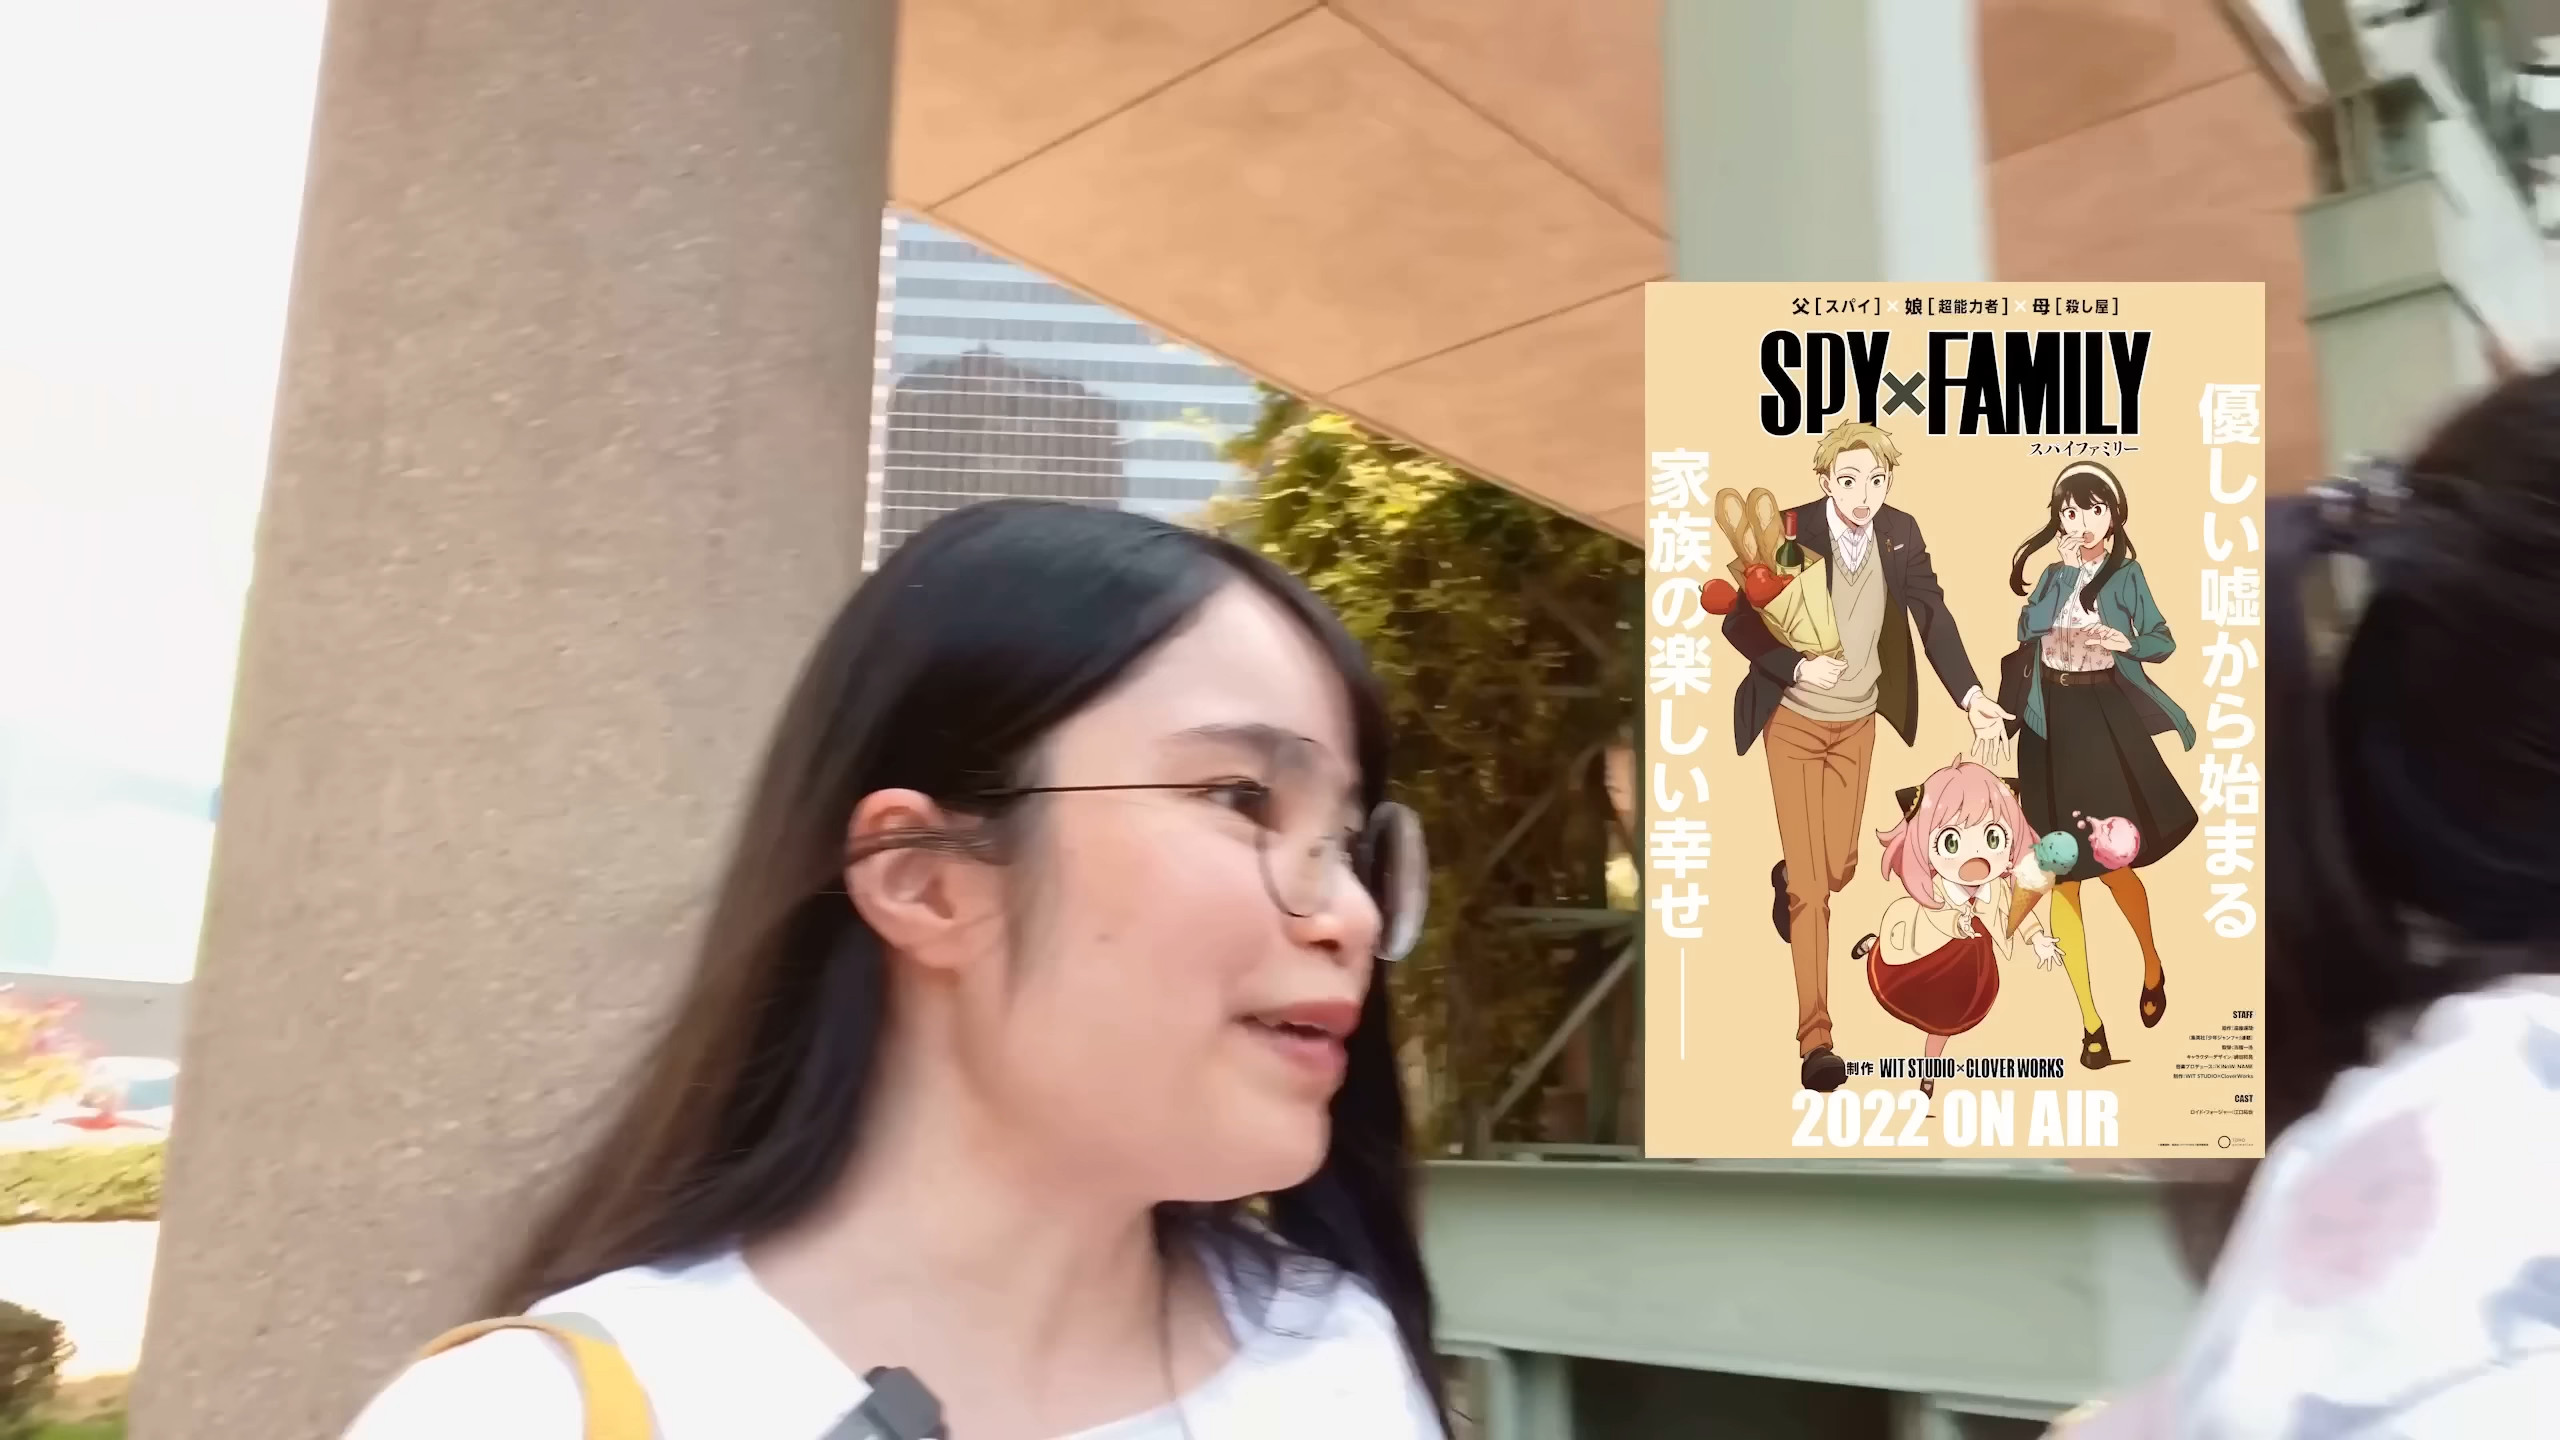 父[スパイ]×娘[超能力者]×母[殺し屋]
SPY×FAMILY
スパイファミリー
優しい嘘から始まる
家族の楽しい幸せ——
STAFF
制作 WIT STUDIO×CLOVERWORKS
2022 ON AIR
CAST